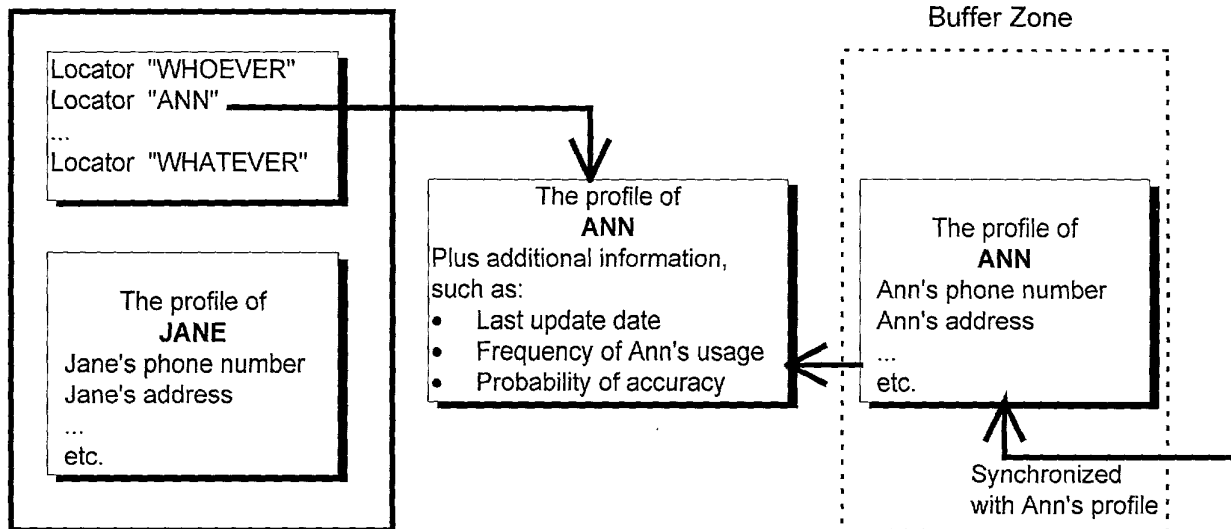 Buffer Zone
Locator "WHOEVER"
Locator "ANN"
...
Locator "WHATEVER"
The profile of
JANE
Jane's phone number
Jane's address
...
etc.
The profile of
ANN
Plus additional information,
such as:
• Last update date
• Frequency of Ann's usage
• Probability of accuracy
The profile of
ANN
Ann's phone number
Ann's address
...
etc.
Synchronized
with Ann's profile